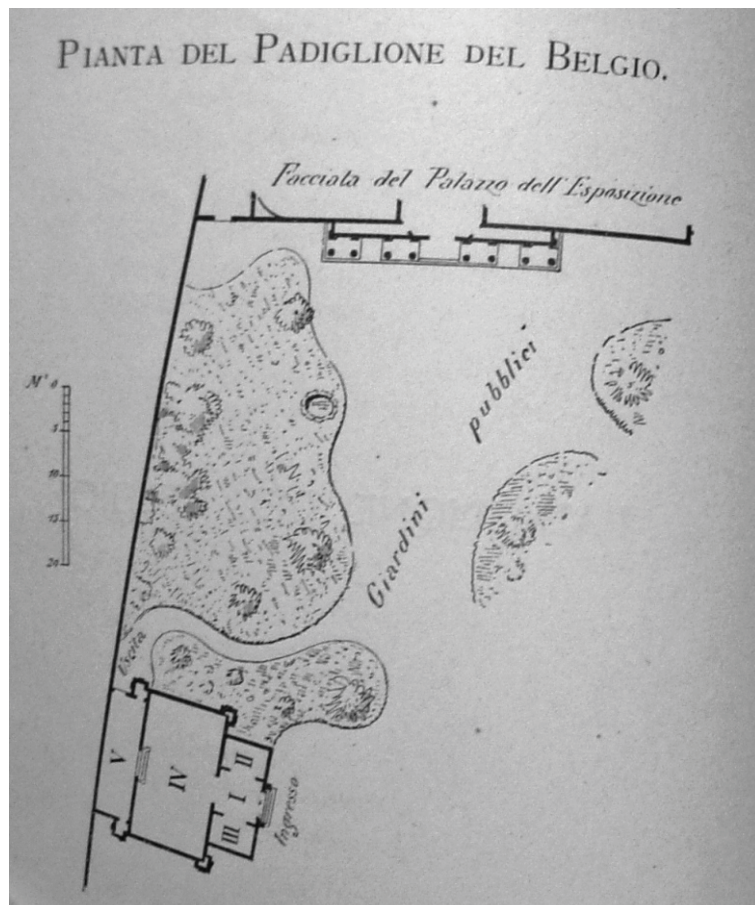 PIANTA DEL PADIGLIONE DEL BELGIO.
Facciata del Palazzo dell'Esposizione
Giardini pubblici
Mⁱ 0
5
10
15
20
Uscita
V
IV
II
I
III
Ingresso